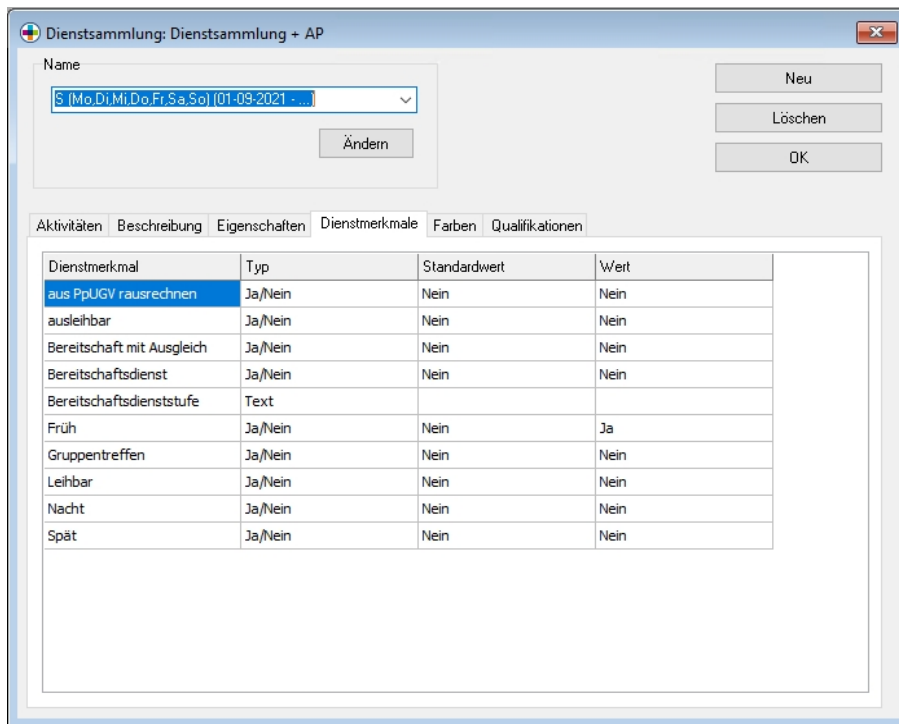 Dienstsammlung: Dienstsammlung + AP
Name
S (Mo,Di,Mi,Do,Fr,Sa,So) (01-09-2021 - ...)
Ändern
Neu
Löschen
OK
Aktivitäten Beschreibung Eigenschaften Dienstmerkmale Farben Qualifikationen
Dienstmerkmal Typ Standardwert Wert
aus PpUGV rausrechnen Ja/Nein Nein Nein
ausleihbar Ja/Nein Nein Nein
Bereitschaft mit Ausgleich Ja/Nein Nein Nein
Bereitschaftsdienst Ja/Nein Nein Nein
Bereitschaftsdienststufe Text
Früh Ja/Nein Nein Ja
Gruppentreffen Ja/Nein Nein Nein
Leihbar Ja/Nein Nein Nein
Nacht Ja/Nein Nein Nein
Spät Ja/Nein Nein Nein